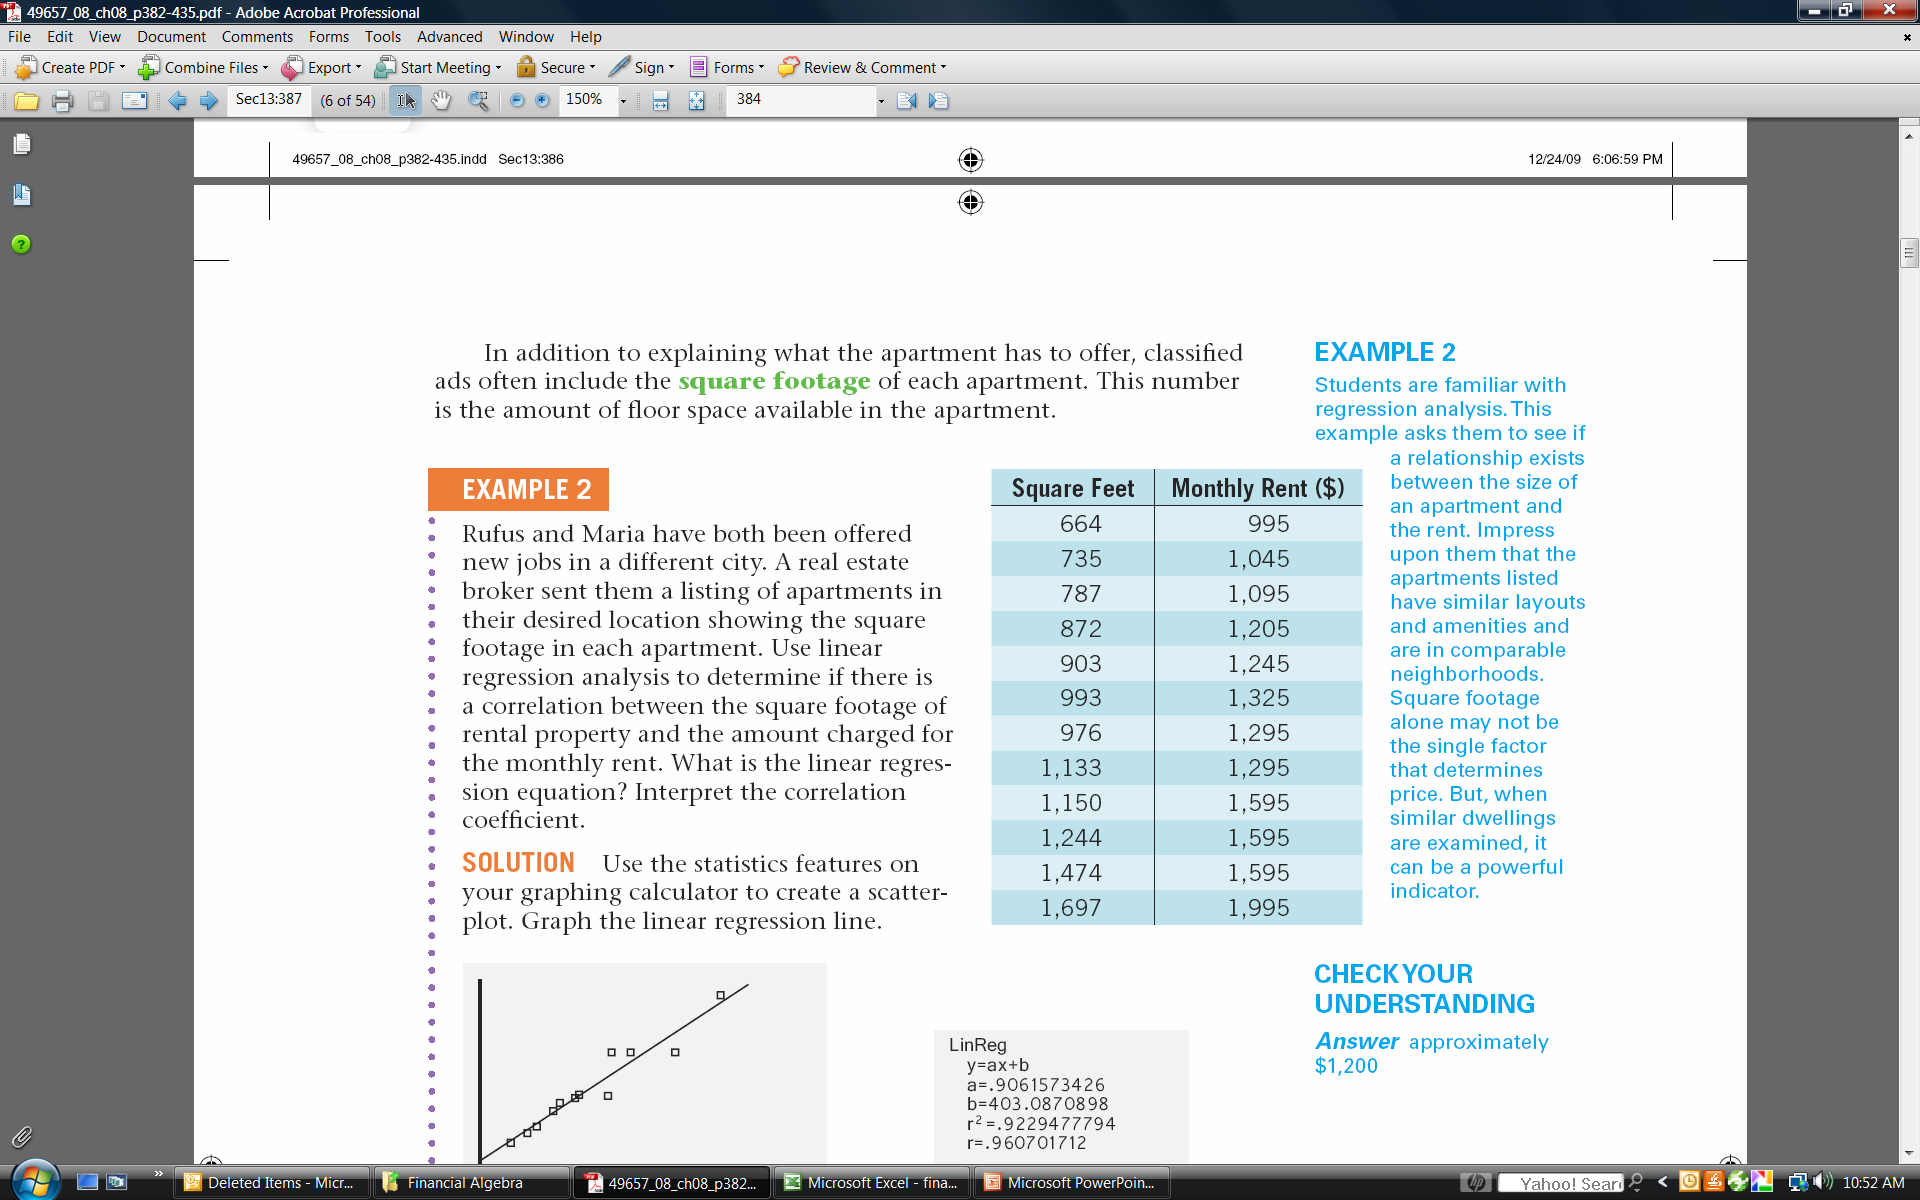 49657_08_ch08_p382-435.pdf - Adobe Acrobat Professional
File Edit View Document Comments Forms Tools Advanced Window Help
Create PDF Combine Files Export Start Meeting Secure Sign Forms Review & Comment
Sec13:387 (6 of 54) 150% 384
49657_08_ch08_p382-435.indd Sec13:386 12/24/09 6:06:59 PM
In addition to explaining what the apartment has to offer, classified
ads often include the square footage of each apartment. This number
is the amount of floor space available in the apartment.
EXAMPLE 2
Rufus and Maria have both been offered
new jobs in a different city. A real estate
broker sent them a listing of apartments in
their desired location showing the square
footage in each apartment. Use linear
regression analysis to determine if there is
a correlation between the square footage of
rental property and the amount charged for
the monthly rent. What is the linear regres-
sion equation? Interpret the correlation
coefficient.
SOLUTION Use the statistics features on
your graphing calculator to create a scatter-
plot. Graph the linear regression line.
Square Feet Monthly Rent ($)
664 995
735 1,045
787 1,095
872 1,205
903 1,245
993 1,325
976 1,295
1,133 1,295
1,150 1,595
1,244 1,595
1,474 1,595
1,697 1,995
LinReg
y=ax+b
a=.9061573426
b=403.0870898
r²=.9229477794
r=.960701712
EXAMPLE 2
Students are familiar with
regression analysis. This
example asks them to see if
a relationship exists
between the size of
an apartment and
the rent. Impress
upon them that the
apartments listed
have similar layouts
and amenities and
are in comparable
neighborhoods.
Square footage
alone may not be
the single factor
that determines
price. But, when
similar dwellings
are examined, it
can be a powerful
indicator.
CHECK YOUR
UNDERSTANDING
Answer approximately
$1,200
Deleted Items - Micr... Financial Algebra 49657_08_ch08_p382... Microsoft Excel - fina... Microsoft PowerPoin... Yahoo! Sear 10:52 AM